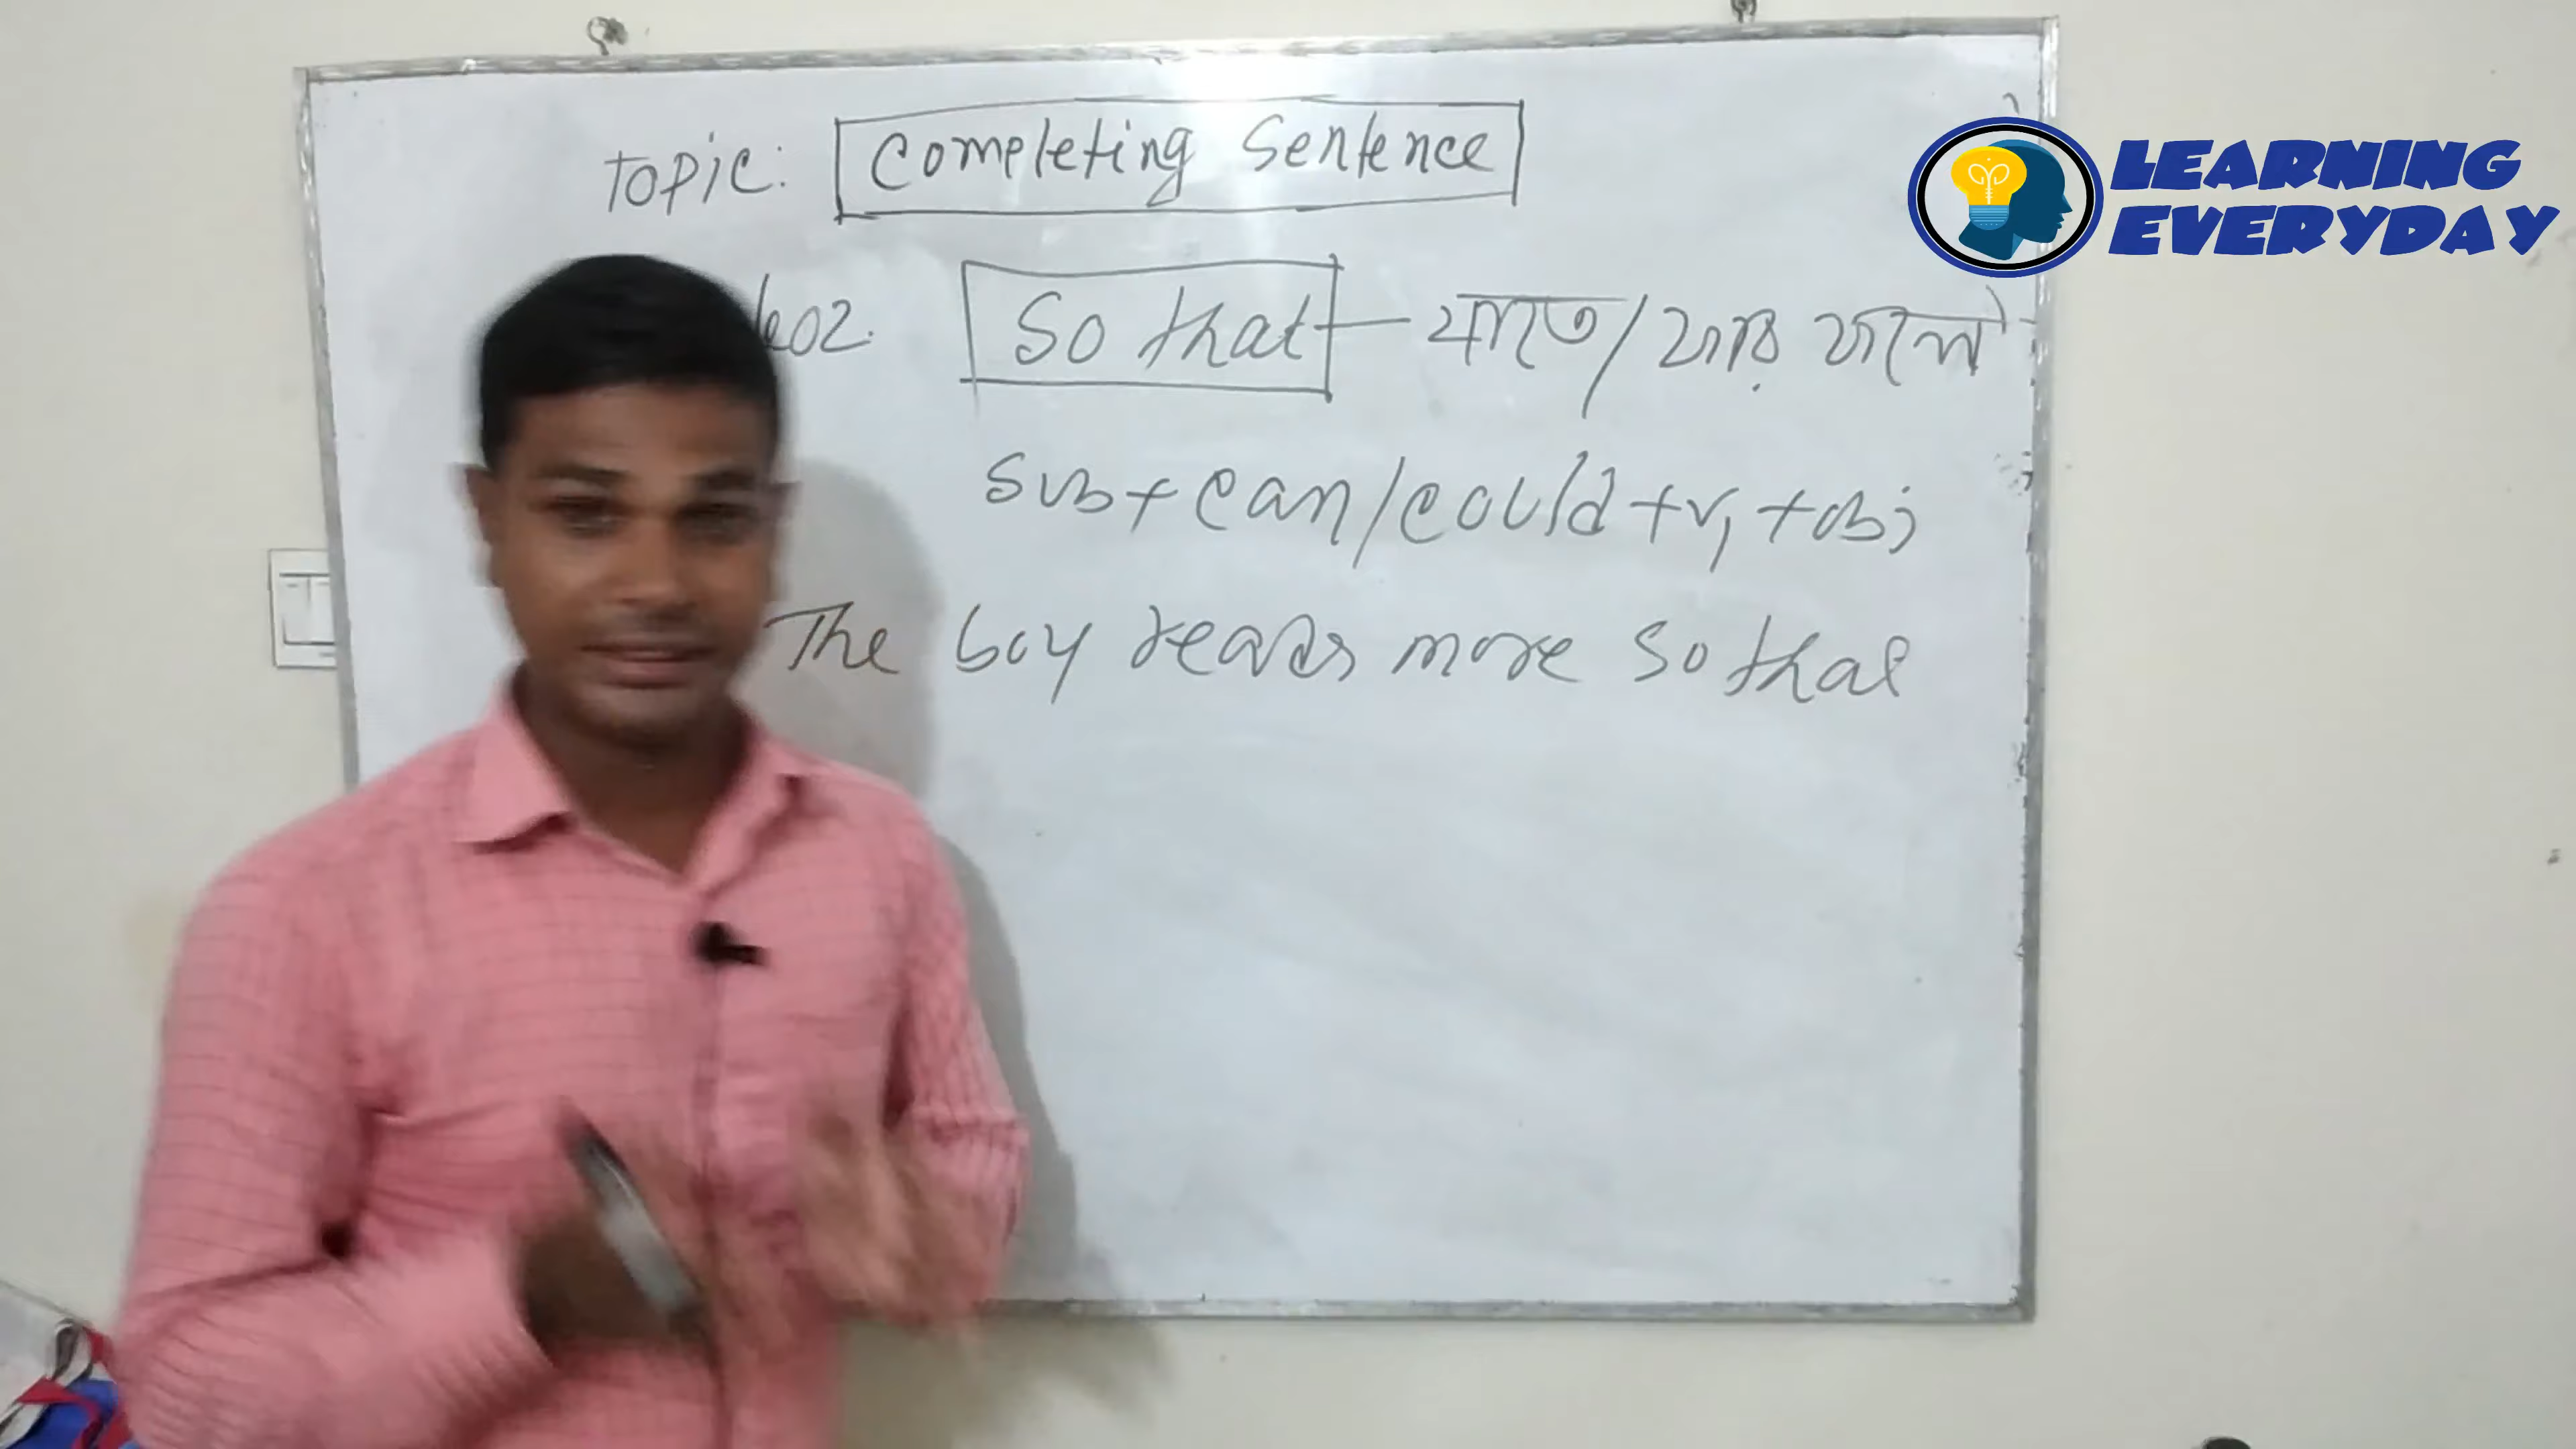 Topic: Completing Sentence
LEARNING
EVERYDAY
02. So that — যাতে/যার ফলে
Sub + can/could + v1 + obj
The boy reads more so that